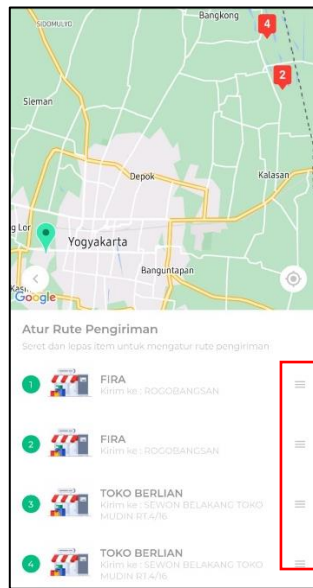 Bangkong
SIDOMULYO
4
2
Sleman
Depok
Kalasan
Yogyakarta
Banguntapan
Google
Atur Rute Pengiriman
Seret dan lepas item untuk mengatur rute pengiriman
1
FIRA
Kirim ke : ROGOBANGSAN
2
FIRA
Kirim ke : ROGOBANGSAN
3
TOKO BERLIAN
Kirim ke : SEWON BELAKANG TOKO
MUDIN RT.4/16
4
TOKO BERLIAN
Kirim ke : SEWON BELAKANG TOKO
MUDIN RT.4/16